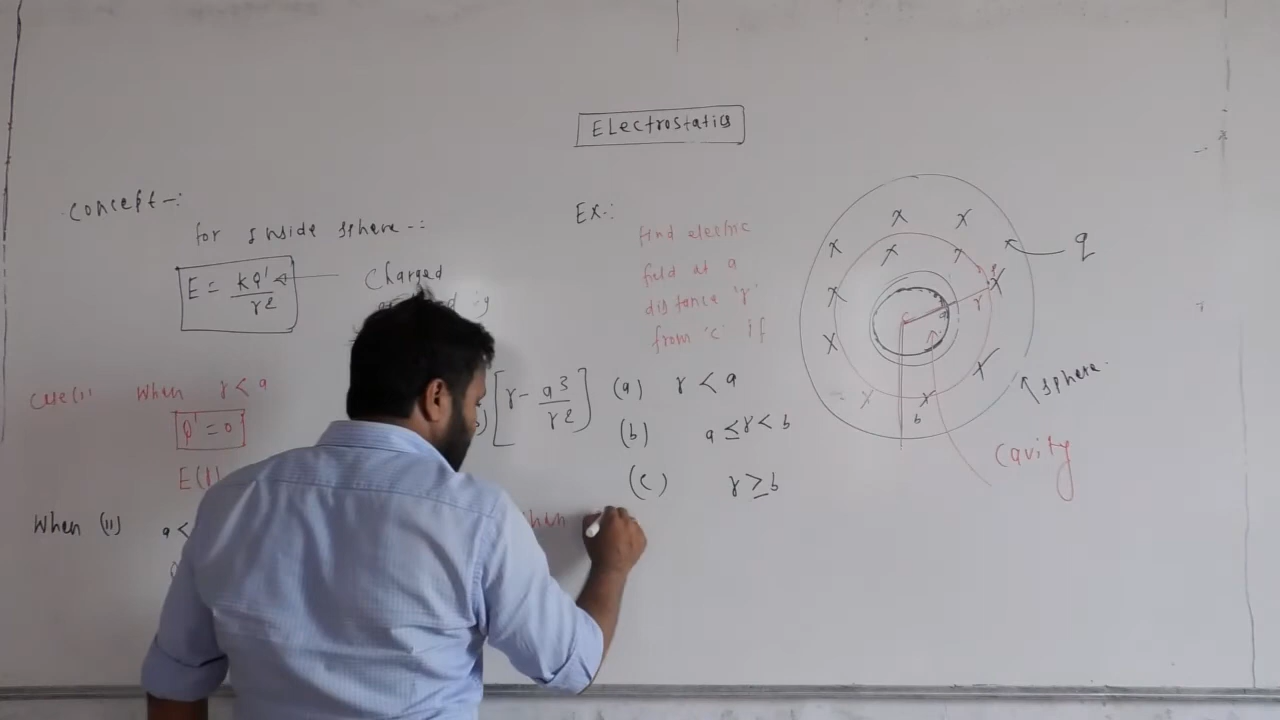 ELectrostatics
concept-:
for inside sphere-:
E = kQ'/r²
Charged
Case(i) when r < a
Q' = 0
When (ii) a <
[r - a³/r²]
Ex-:
find electric
field at a
distance 'r'
from 'c' if
(a) r < a
(b) a ≤ r < b
(c) r ≥ b
when
q
r
b
sphere
cavity